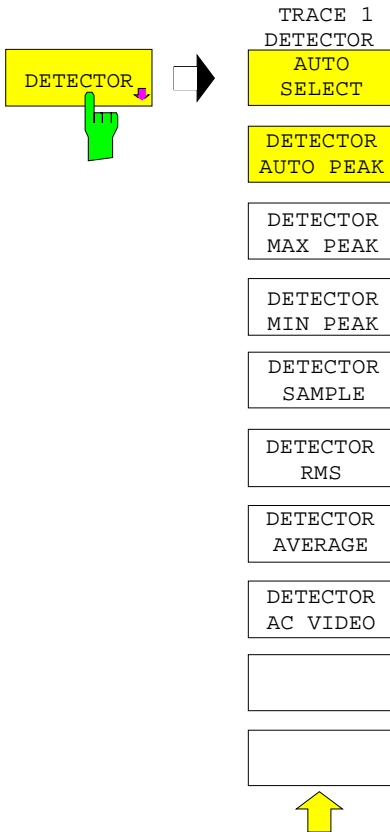 DETECTOR
TRACE 1
DETECTOR
AUTO
SELECT
DETECTOR
AUTO PEAK
DETECTOR
MAX PEAK
DETECTOR
MIN PEAK
DETECTOR
SAMPLE
DETECTOR
RMS
DETECTOR
AVERAGE
DETECTOR
AC VIDEO